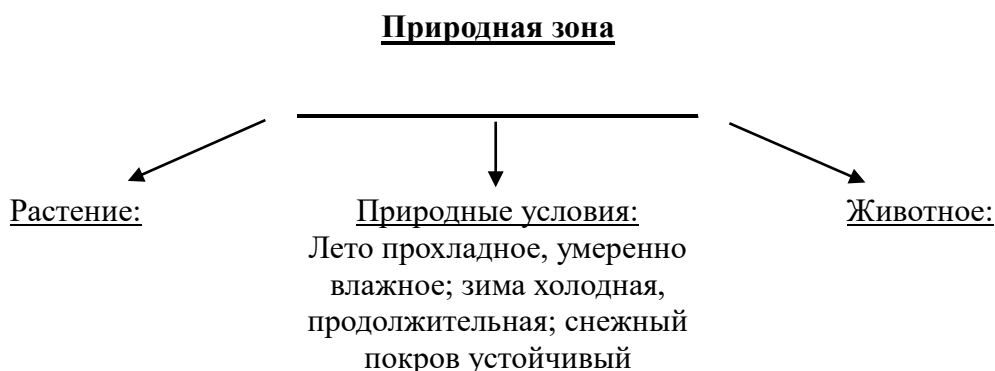 Природная зона
Растение:
Природные условия:
Животное:
Лето прохладное, умеренно
влажное; зима холодная,
продолжительная; снежный
покров устойчивый